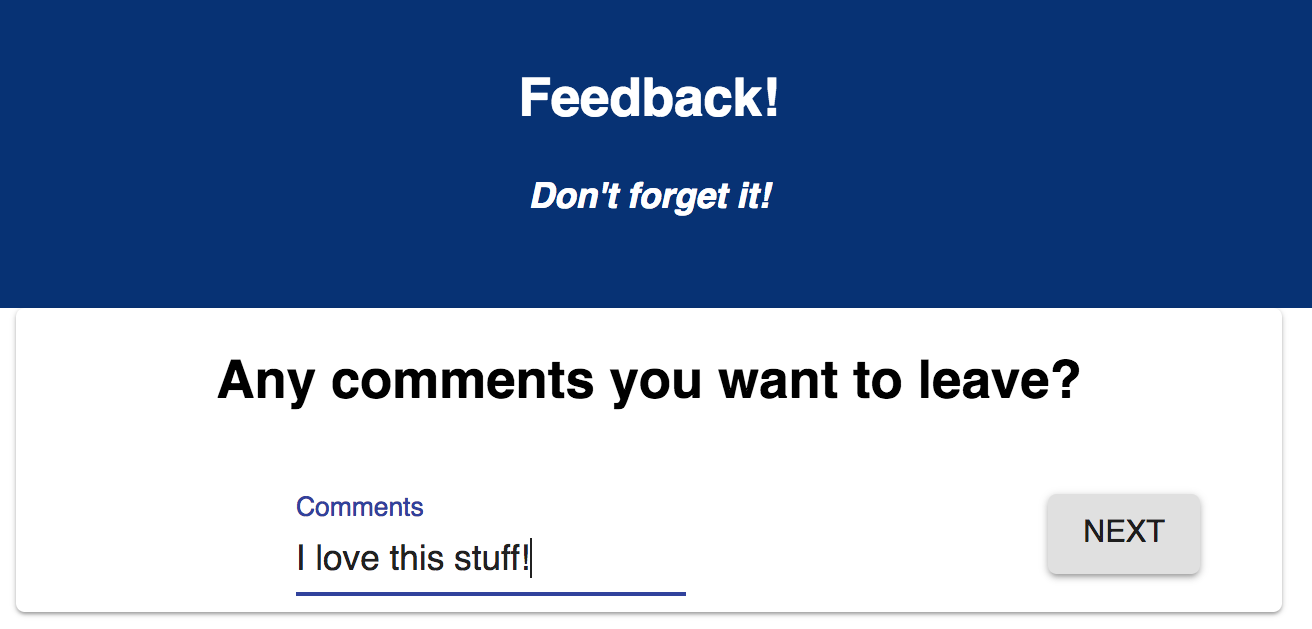 Feedback!
Don't forget it!
Any comments you want to leave?
Comments
I love this stuff!
NEXT